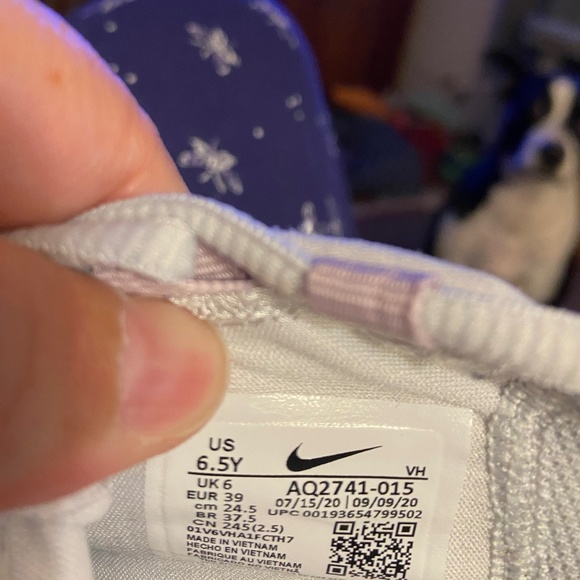 US
6.5Y
VH
UK 6
EUR 39
cm 24.5
BR 37.5
CN 245(2.5)
AQ2741-015
07/15/20 | 09/09/20
UPC 00193654799502
01V6VHA1FCTH7
MADE IN VIETNAM
HECHO EN VIETNAM
FABRIQUE AU VIETNAM